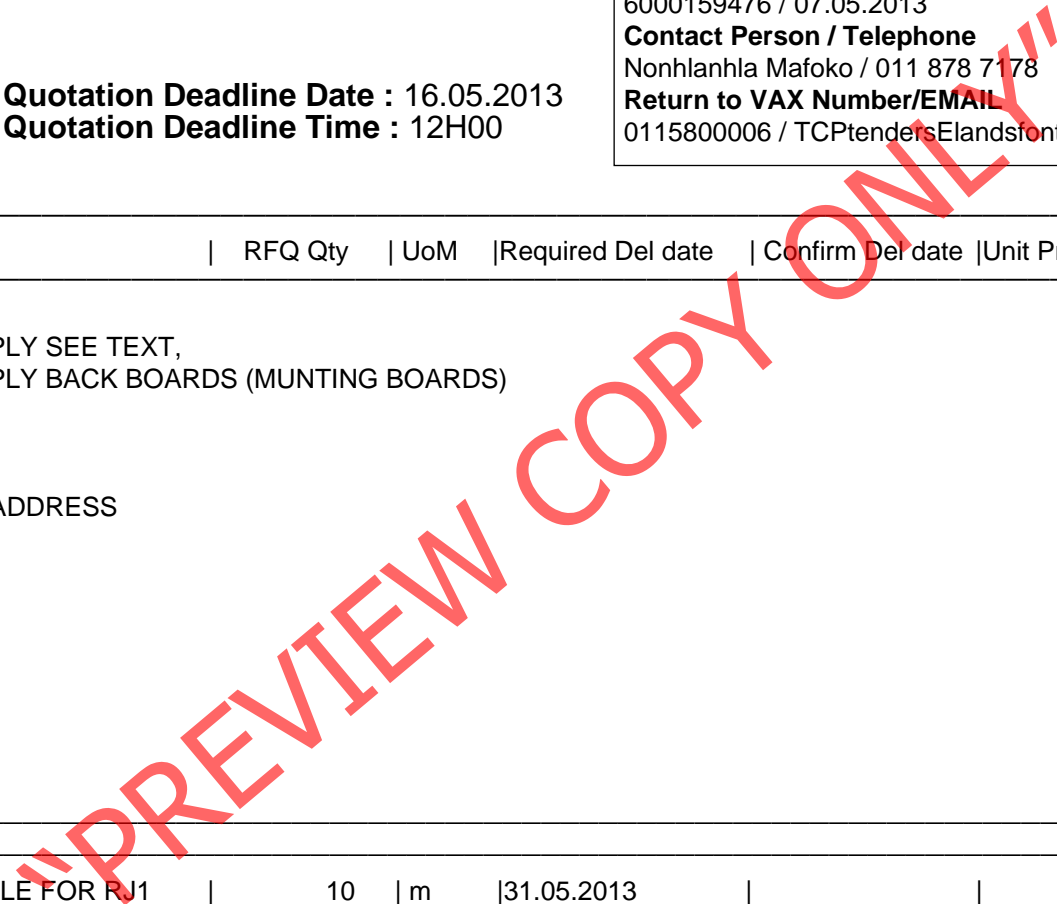 6000159476 / 07.05.2013
Contact Person / Telephone
Nonhlanhla Mafoko / 011 878 7178
Quotation Deadline Date : 16.05.2013
Return to VAX Number/EMAIL
Quotation Deadline Time : 12H00
0115800006 / TCPtendersElandsfont
| RFQ Qty | UoM |Required Del date | Confirm Del date |Unit Pr
PLY SEE TEXT,
PLY BACK BOARDS (MUNTING BOARDS)
ADDRESS
LE FOR RJ1 | 10 | m |31.05.2013 | |
“PREVIEW COPY ONLY”